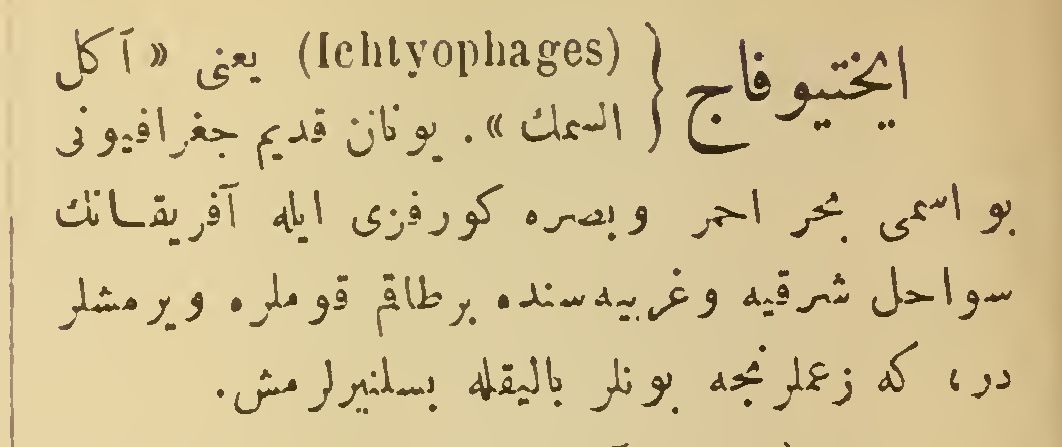 ایختیوفاج { (Ichtyophages) یعنی « آکل
السمك ». یونان قدیم جغرافیونی
بو اسمی بحر احمر وبصره کورفزی ایله آفریقانك
سواحل شرقیه وغربیه‌سنده برطاقم قوملره ویرمشلر
در، که زعملرنجه بونلر بالیقله بسلنیرلرمش.